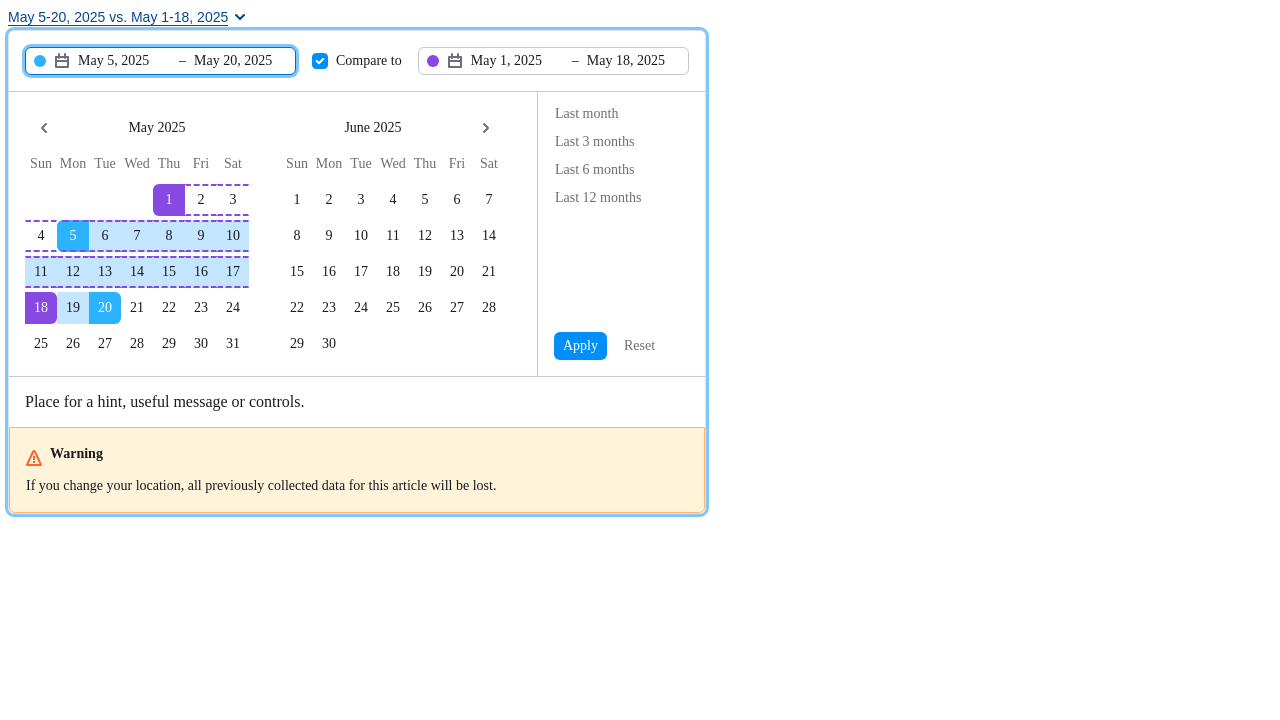 May 5-20, 2025 vs. May 1-18, 2025
May 5, 2025 – May 20, 2025 Compare to May 1, 2025 – May 18, 2025
May 2025 June 2025
Sun Mon Tue Wed Thu Fri Sat Sun Mon Tue Wed Thu Fri Sat
1 2 3 1 2 3 4 5 6 7
4 5 6 7 8 9 10 8 9 10 11 12 13 14
11 12 13 14 15 16 17 15 16 17 18 19 20 21
18 19 20 21 22 23 24 22 23 24 25 26 27 28
25 26 27 28 29 30 31 29 30
Last month
Last 3 months
Last 6 months
Last 12 months
Apply Reset
Place for a hint, useful message or controls.
Warning
If you change your location, all previously collected data for this article will be lost.